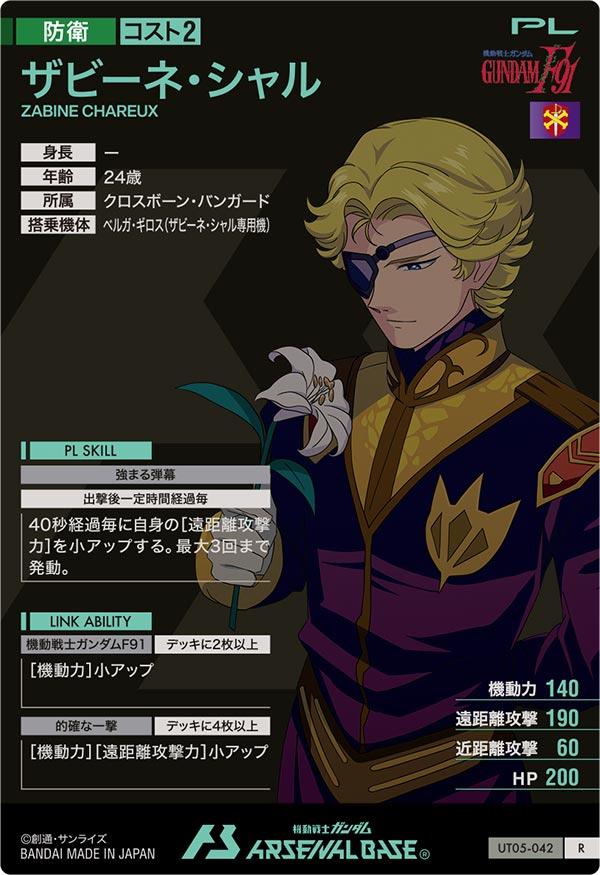 防衛 コスト2
PL
ザビーネ・シャル
ZABINE CHAREUX
機動戦士ガンダム
GUNDAM F91
身長 ー
年齢 24歳
所属 クロスボーン・バンガード
搭乗機体 ベルガ・ギロス(ザビーネ・シャル専用機)
PL SKILL
強まる弾幕
出撃後一定時間経過毎
40秒経過毎に自身の[遠距離攻撃
力]を小アップする。最大3回まで
発動。
LINK ABILITY
機動戦士ガンダムF91 デッキに2枚以上
[機動力]小アップ
的確な一撃 デッキに4枚以上
[機動力][遠距離攻撃力]小アップ
機動力 140
遠距離攻撃 190
近距離攻撃 60
HP 200
©創通・サンライズ
BANDAI MADE IN JAPAN
機動戦士ガンダム
ARSENAL BASE®
UT05-042 R